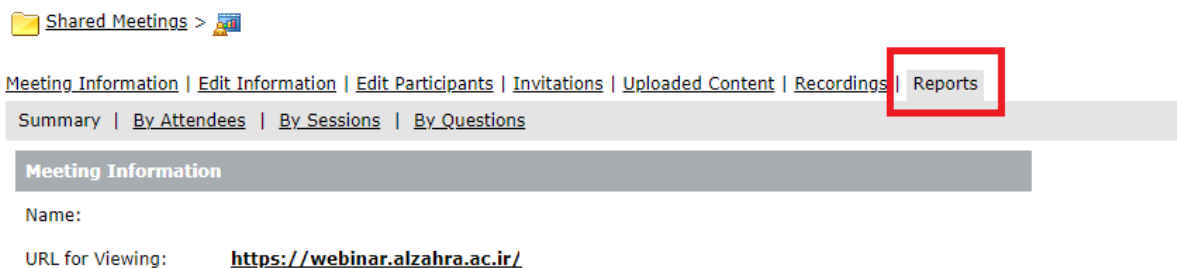 Shared Meetings >
Meeting Information | Edit Information | Edit Participants | Invitations | Uploaded Content | Recordings | Reports
Summary | By Attendees | By Sessions | By Questions
Meeting Information
Name:
URL for Viewing: https://webinar.alzahra.ac.ir/